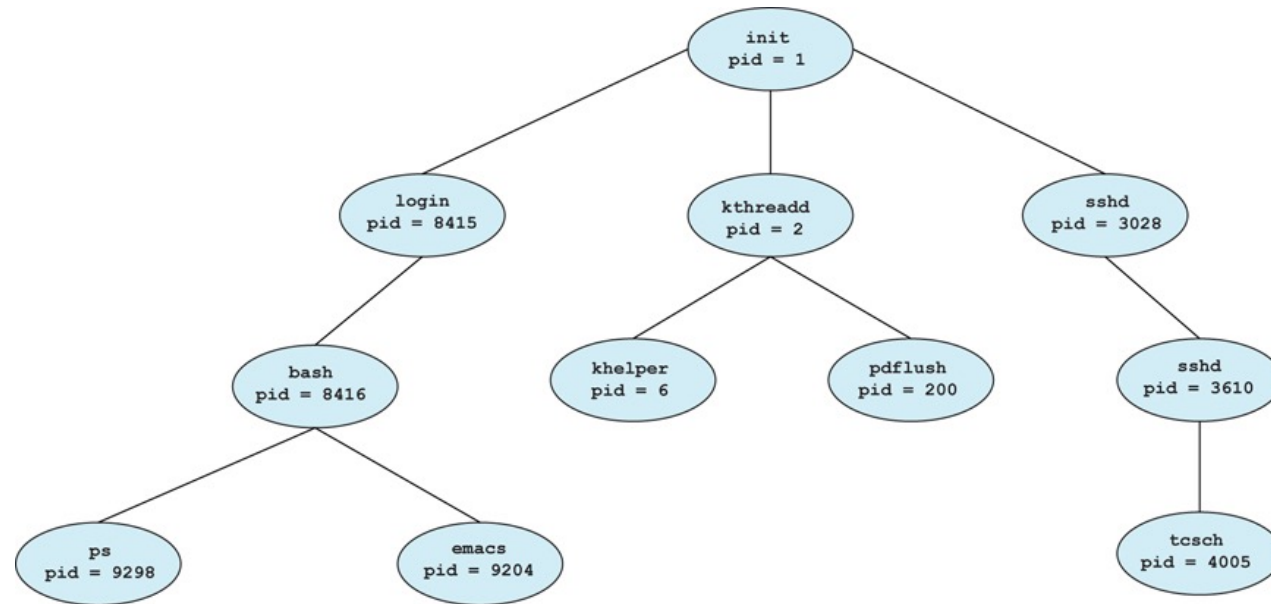 init
pid = 1
login
pid = 8415
kthreadd
pid = 2
sshd
pid = 3028
bash
pid = 8416
khelper
pid = 6
pdflush
pid = 200
sshd
pid = 3610
ps
pid = 9298
emacs
pid = 9204
tcsch
pid = 4005